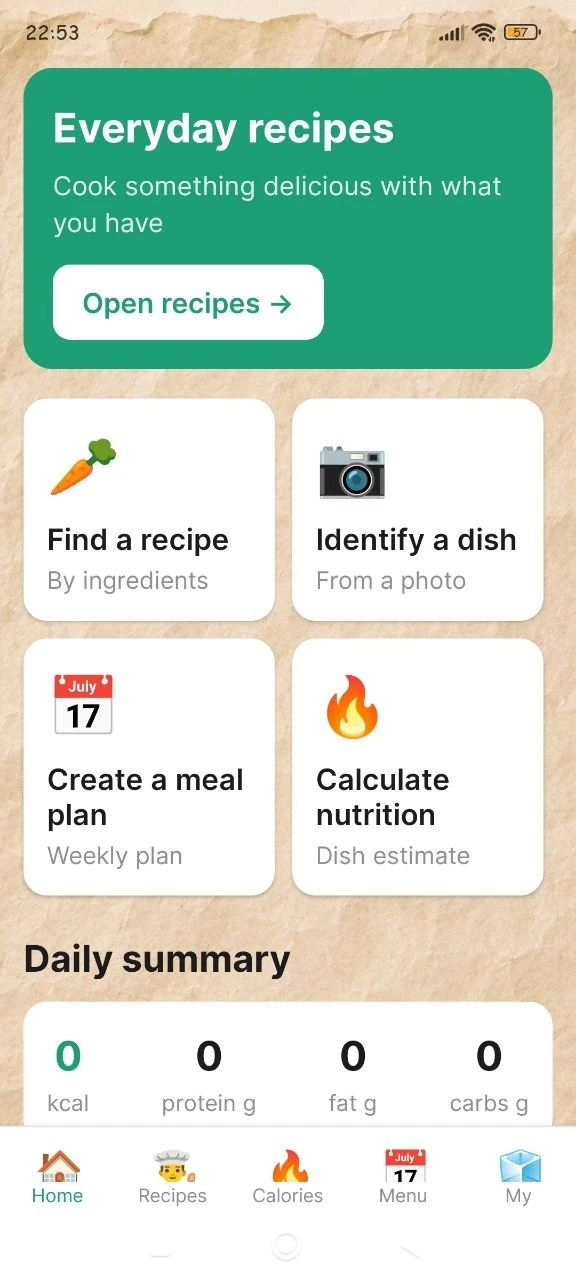 22:53
57
Everyday recipes
Cook something delicious with what
you have
Open recipes →
Find a recipe
By ingredients
Identify a dish
From a photo
July
17
Create a meal
plan
Weekly plan
Calculate
nutrition
Dish estimate
Daily summary
0
kcal
0
protein g
0
fat g
0
carbs g
Home
Recipes
Calories
July
17
Menu
My